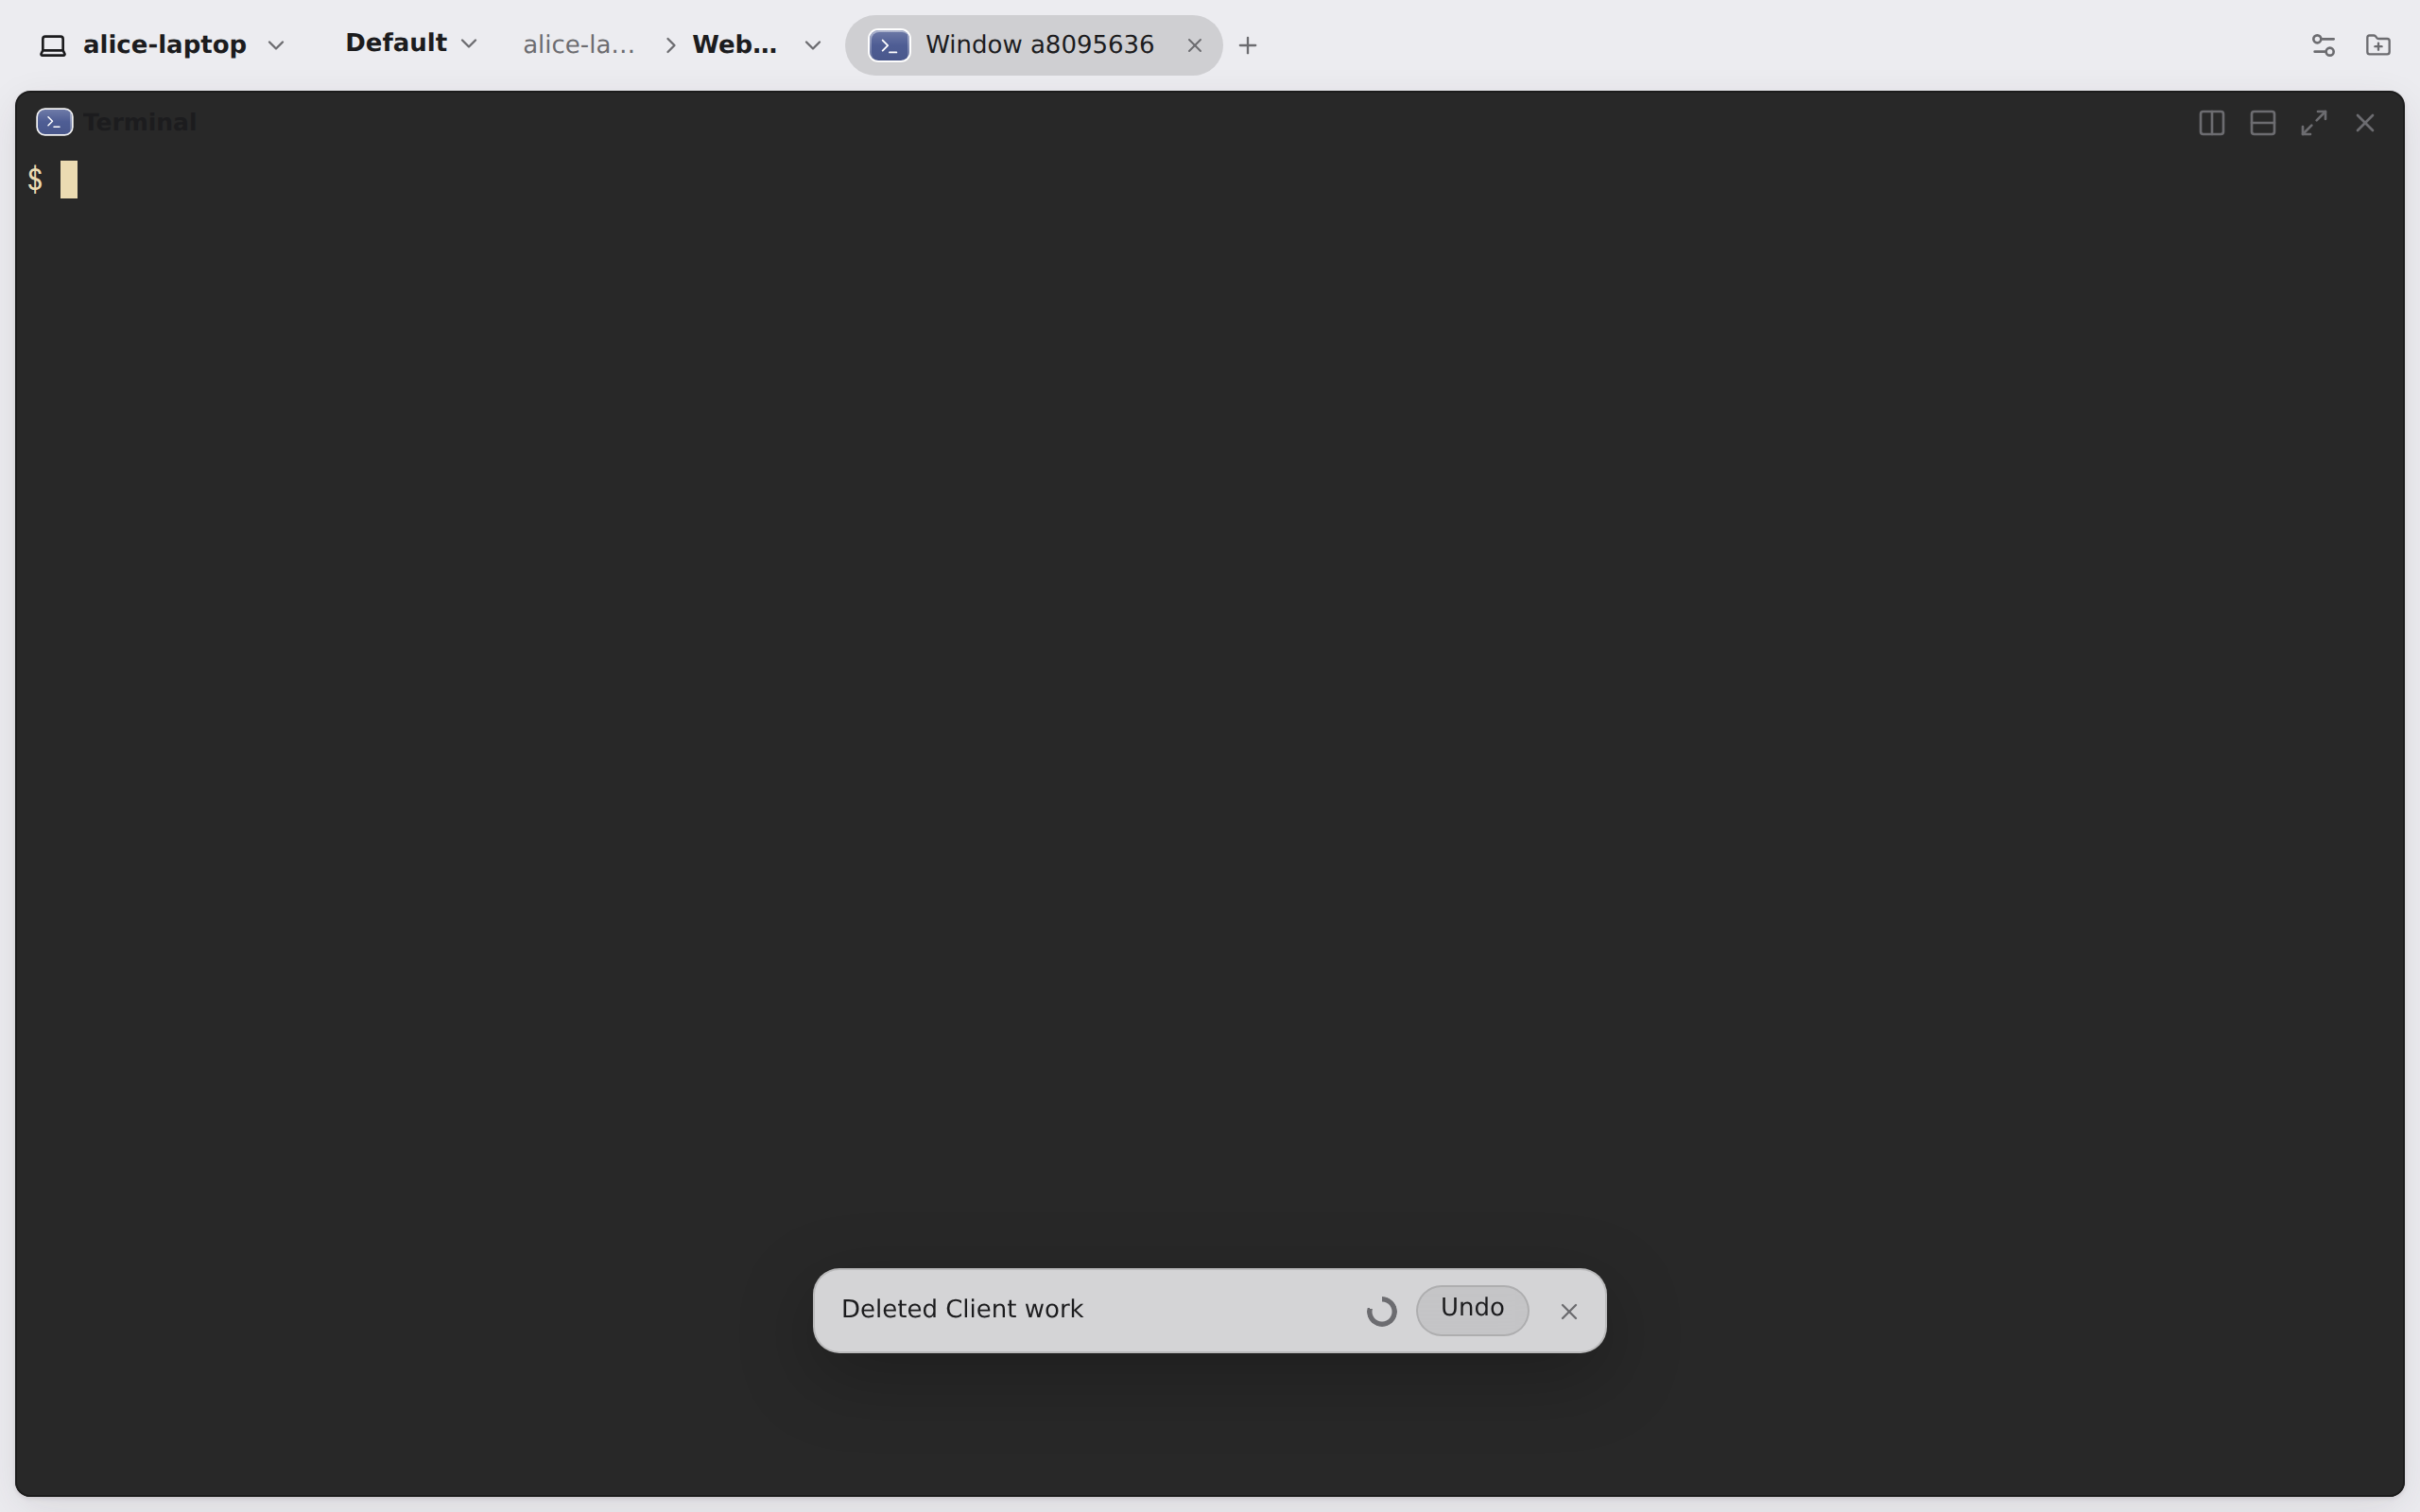 alice-laptop Default alice-la... Web... Window a8095636
Terminal
$
Deleted Client work Undo